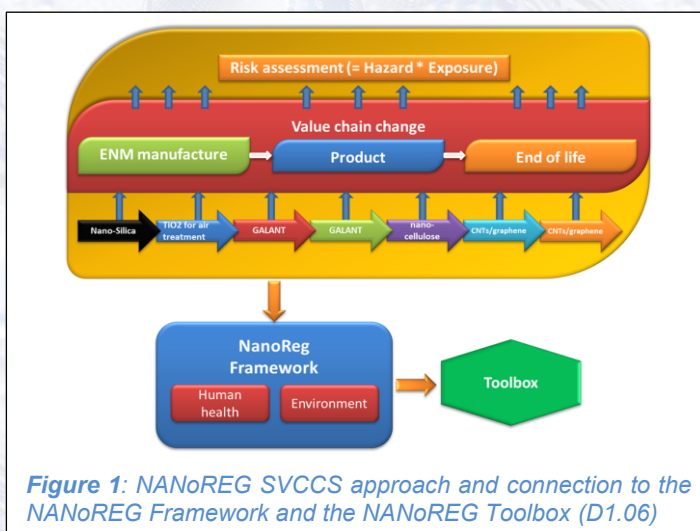 Risk assessment (= Hazard * Exposure)
Value chain change
ENM manufacture
Product
End of life
Nano-Silica
TiO2 for air
treatment
GALANT
GALANT
nano-
cellulose
CNTs/graphene
CNTs/graphene
NanoReg
Framework
Human
health
Environment
Toolbox
Figure 1: NANoREG SVCCS approach and connection to the
NANoREG Framework and the NANoREG Toolbox (D1.06)